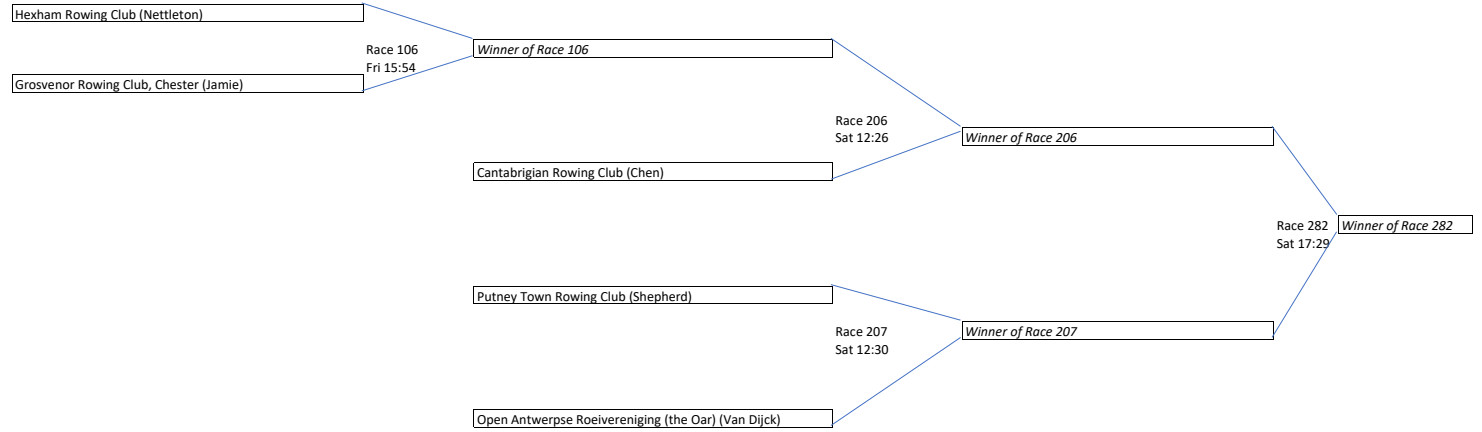 Hexham Rowing Club (Nettleton)
Race 106
Fri 15:54
Winner of Race 106
Grosvenor Rowing Club, Chester (Jamie)
Race 206
Sat 12:26
Winner of Race 206
Cantabrigian Rowing Club (Chen)
Race 282
Sat 17:29
Winner of Race 282
Putney Town Rowing Club (Shepherd)
Race 207
Sat 12:30
Winner of Race 207
Open Antwerpse Roeivereniging (the Oar) (Van Dijck)